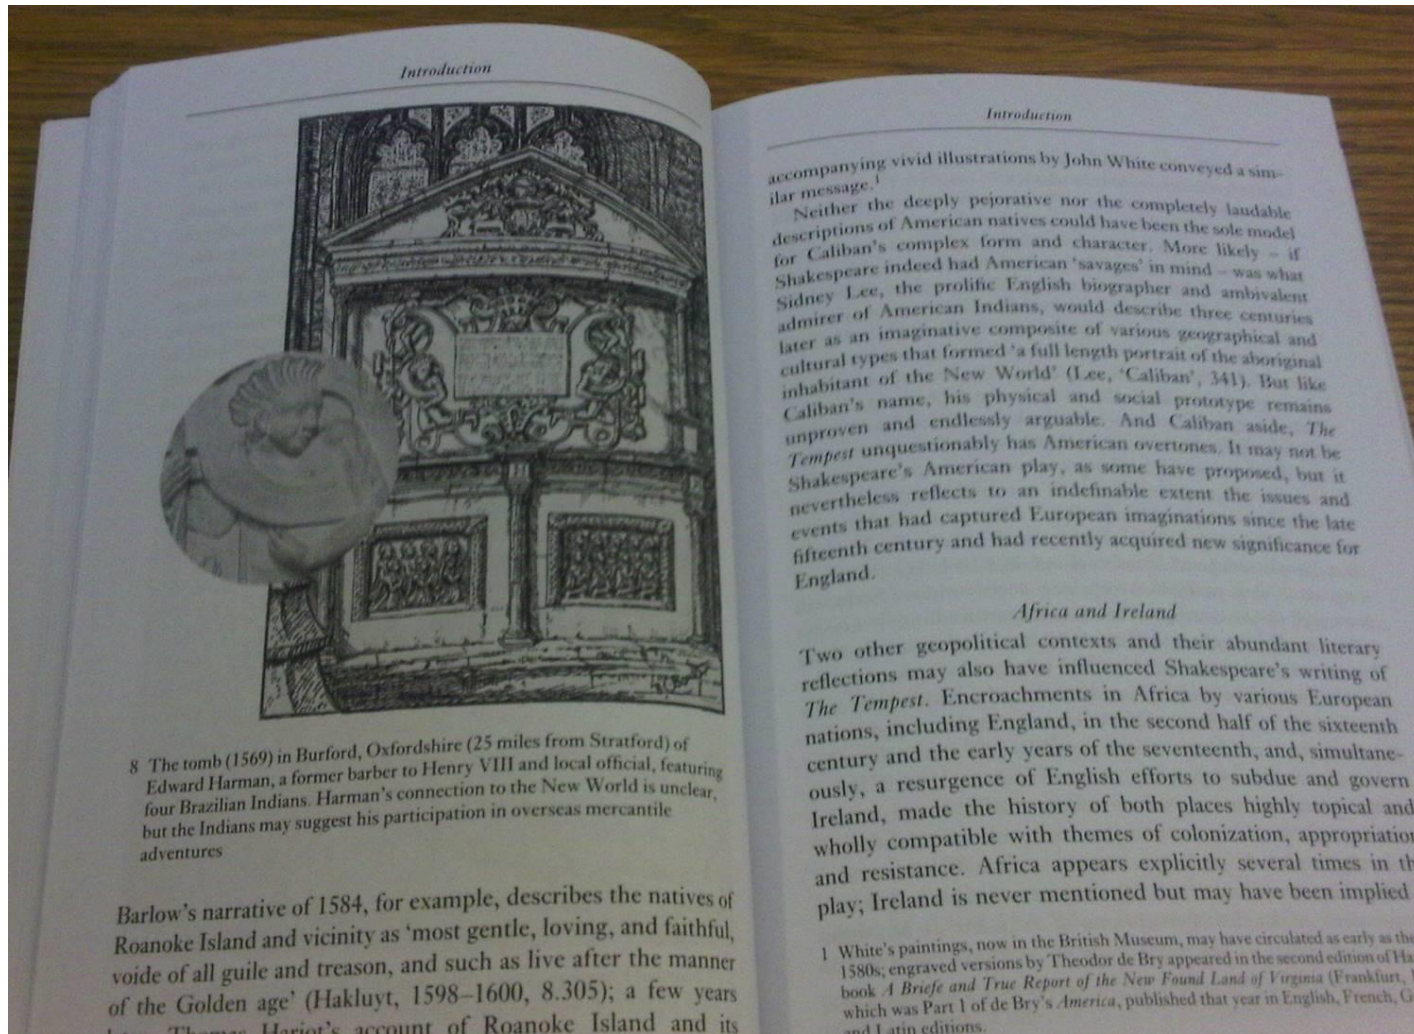 Introduction
8 The tomb (1569) in Burford, Oxfordshire (25 miles from Stratford) of
Edward Harman, a former barber to Henry VIII and local official, featuring
four Brazilian Indians. Harman's connection to the New World is unclear,
but the Indians may suggest his participation in overseas mercantile
adventures
Barlow's narrative of 1584, for example, describes the natives of
Roanoke Island and vicinity as 'most gentle, loving, and faithful,
voide of all guile and treason, and such as live after the manner
of the Golden age' (Hakluyt, 1598–1600, 8.305); a few years
Thomas Hariot's account of Roanoke Island and its
Introduction
accompanying vivid illustrations by John White conveyed a sim-
ilar message.1
Neither the deeply pejorative nor the completely laudable
descriptions of American natives could have been the sole model
for Caliban's complex form and character. More likely – if
Shakespeare indeed had American 'savages' in mind – was what
Sidney Lee, the prolific English biographer and ambivalent
admirer of American Indians, would describe three centuries
later as an imaginative composite of various geographical and
cultural types that formed 'a full length portrait of the aboriginal
inhabitant of the New World' (Lee, 'Caliban', 341). But like
Caliban's name, his physical and social prototype remains
unproven and endlessly arguable. And Caliban aside, The
Tempest unquestionably has American overtones. It may not be
Shakespeare's American play, as some have proposed, but it
nevertheless reflects to an indefinable extent the issues and
events that had captured European imaginations since the late
fifteenth century and had recently acquired new significance for
England.
Africa and Ireland
Two other geopolitical contexts and their abundant literary
reflections may also have influenced Shakespeare's writing of
The Tempest. Encroachments in Africa by various European
nations, including England, in the second half of the sixteenth
century and the early years of the seventeenth, and, simultane-
ously, a resurgence of English efforts to subdue and govern
Ireland, made the history of both places highly topical and
wholly compatible with themes of colonization, appropriation
and resistance. Africa appears explicitly several times in th
play; Ireland is never mentioned but may have been implied
1 White's paintings, now in the British Museum, may have circulated as early as the
1580s; engraved versions by Theodor de Bry appeared in the second edition of Ha
book A Briefe and True Report of the New Found Land of Virginia (Frankfurt,
which was Part 1 of de Bry's America, published that year in English, French, G
and Latin editions.